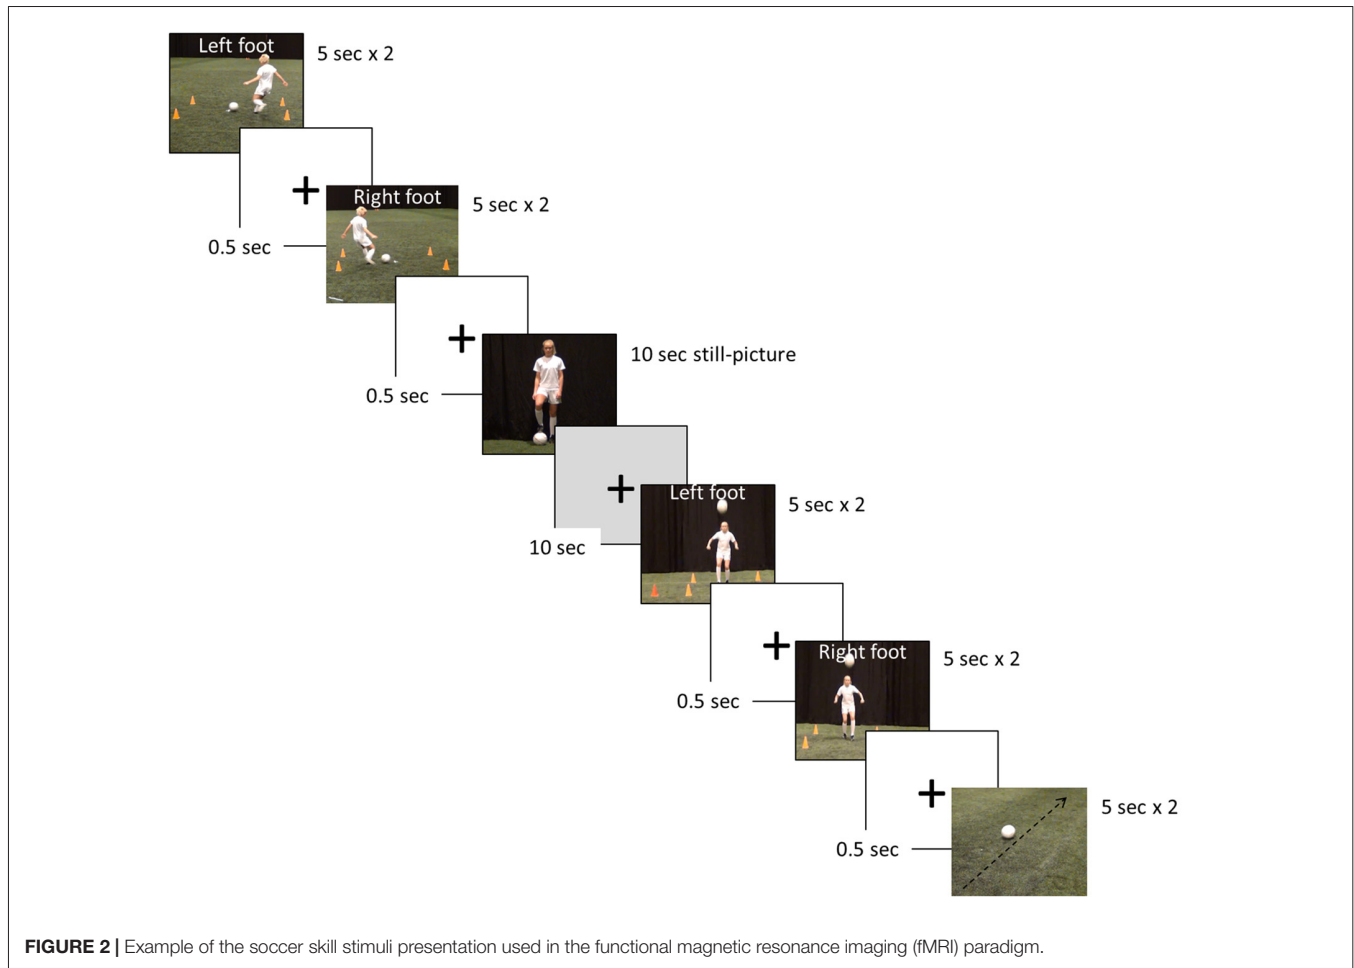 Left foot
5 sec x 2
Right foot
5 sec x 2
0.5 sec
10 sec still-picture
0.5 sec
Left foot
5 sec x 2
10 sec
Right foot
5 sec x 2
0.5 sec
5 sec x 2
0.5 sec
FIGURE 2 | Example of the soccer skill stimuli presentation used in the functional magnetic resonance imaging (fMRI) paradigm.